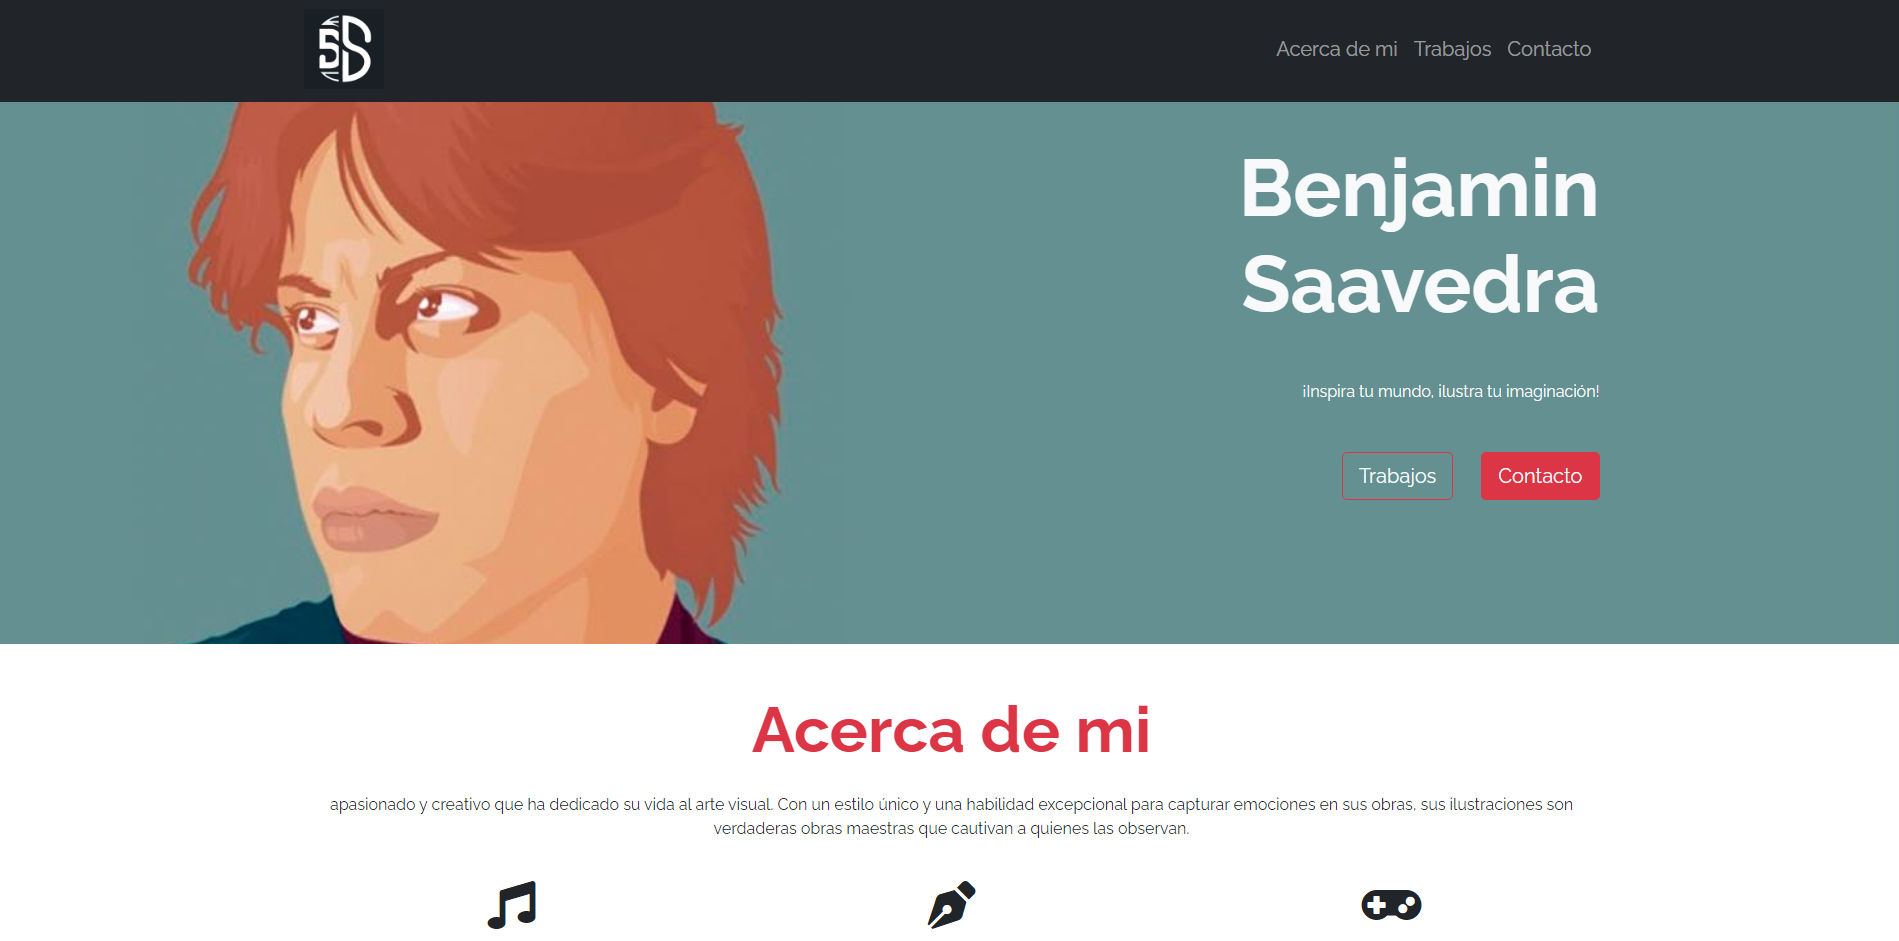 5S
Acerca de mi Trabajos Contacto
Benjamin
Saavedra
¡Inspira tu mundo, ilustra tu imaginación!
Trabajos Contacto
Acerca de mi
apasionado y creativo que ha dedicado su vida al arte visual. Con un estilo único y una habilidad excepcional para capturar emociones en sus obras, sus ilustraciones son
verdaderas obras maestras que cautivan a quienes las observan.